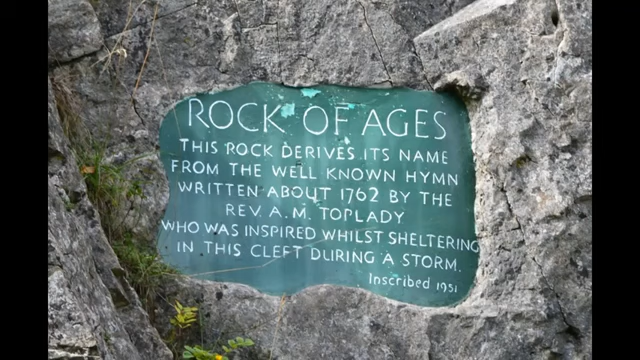 ROCK OF AGES
THIS ROCK DERIVES ITS NAME
FROM THE WELL KNOWN HYMN
WRITTEN ABOUT 1762 BY THE
REV. A. M. TOPLADY
WHO WAS INSPIRED WHILST SHELTERING
IN THIS CLEFT DURING A STORM.
Inscribed 1951